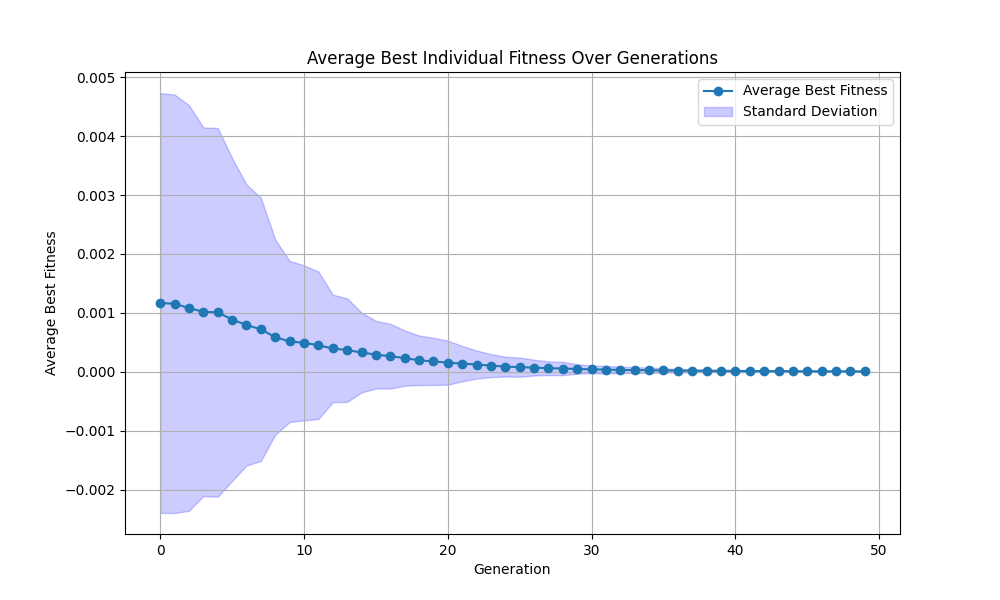 Average Best Individual Fitness Over Generations
Average Best Fitness
Standard Deviation
Average Best Fitness
0.005
0.004
0.003
0.002
0.001
0.000
−0.001
−0.002
0
10
20
30
40
50
Generation